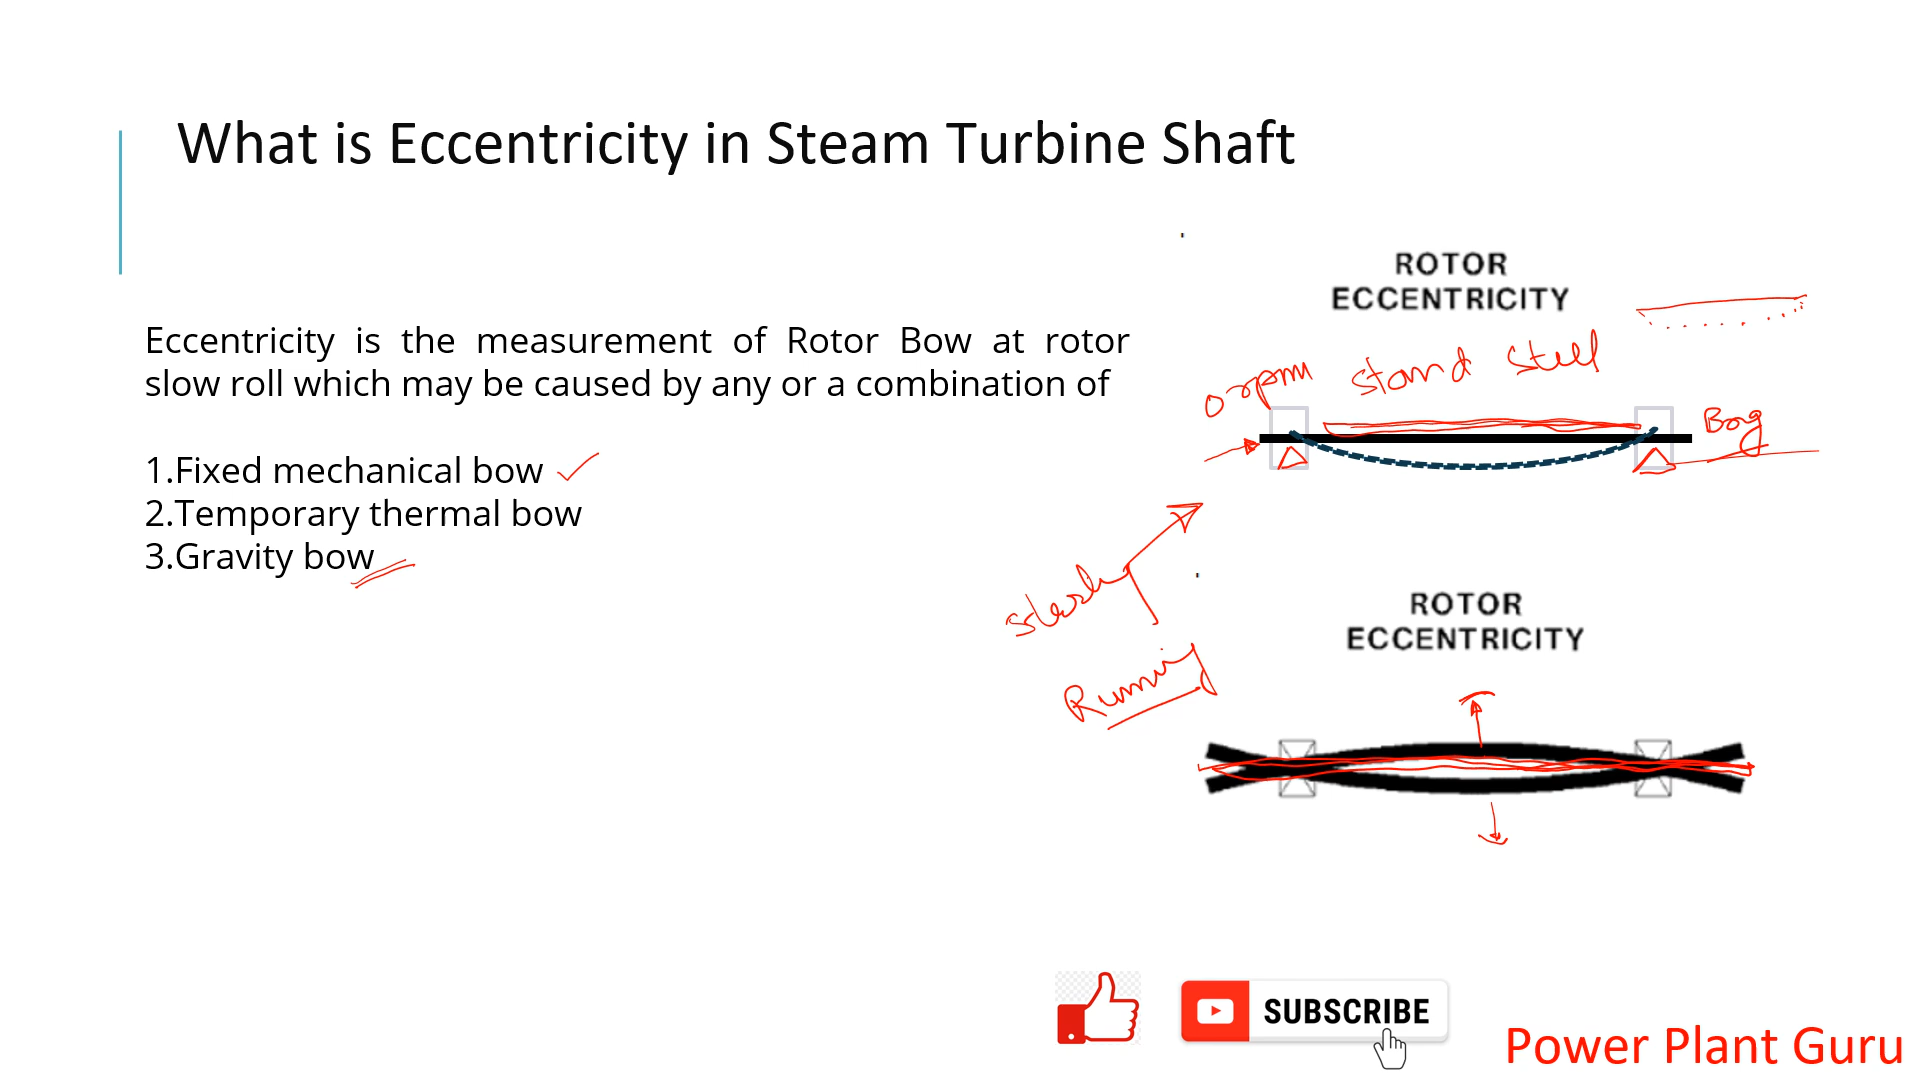 What is Eccentricity in Steam Turbine Shaft
Eccentricity is the measurement of Rotor Bow at rotor
slow roll which may be caused by any or a combination of
1.Fixed mechanical bow
2.Temporary thermal bow
3.Gravity bow
ROTOR
ECCENTRICITY
0 rpm stand still
ROTOR
ECCENTRICITY
Running
SUBSCRIBE
Power Plant Guru